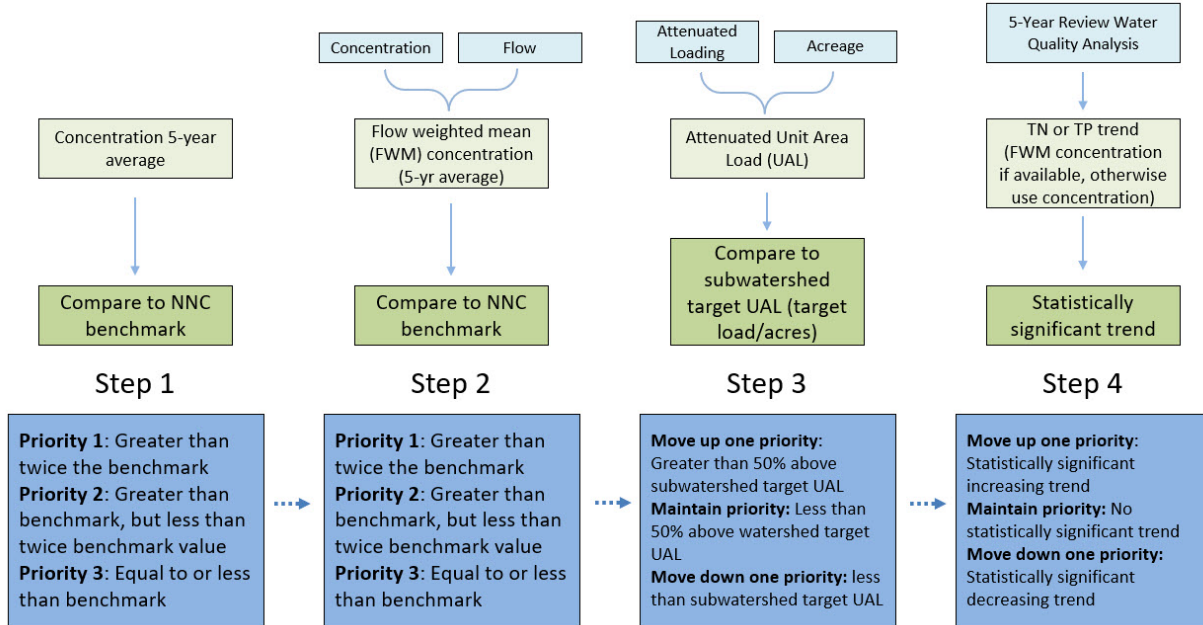 Concentration 5-year
average
Compare to NNC
benchmark
Step 1
Priority 1: Greater than
twice the benchmark
Priority 2: Greater than
benchmark, but less than
twice benchmark value
Priority 3: Equal to or less
than benchmark
Concentration
Flow
Flow weighted mean
(FWM) concentration
(5-yr average)
Compare to NNC
benchmark
Step 2
Priority 1: Greater than
twice the benchmark
Priority 2: Greater than
benchmark, but less than
twice benchmark value
Priority 3: Equal to or less
than benchmark
Attenuated
Loading
Acreage
Attenuated Unit Area
Load (UAL)
Compare to
subwatershed
target UAL (target
load/acres)
Step 3
Move up one priority:
Greater than 50% above
subwatershed target UAL
Maintain priority: Less than
50% above watershed target
UAL
Move down one priority: less
than subwatershed target UAL
5-Year Review Water
Quality Analysis
TN or TP trend
(FWM concentration
if available, otherwise
use concentration)
Statistically
significant trend
Step 4
Move up one priority:
Statistically significant
increasing trend
Maintain priority: No
statistically significant trend
Move down one priority:
Statistically significant
decreasing trend